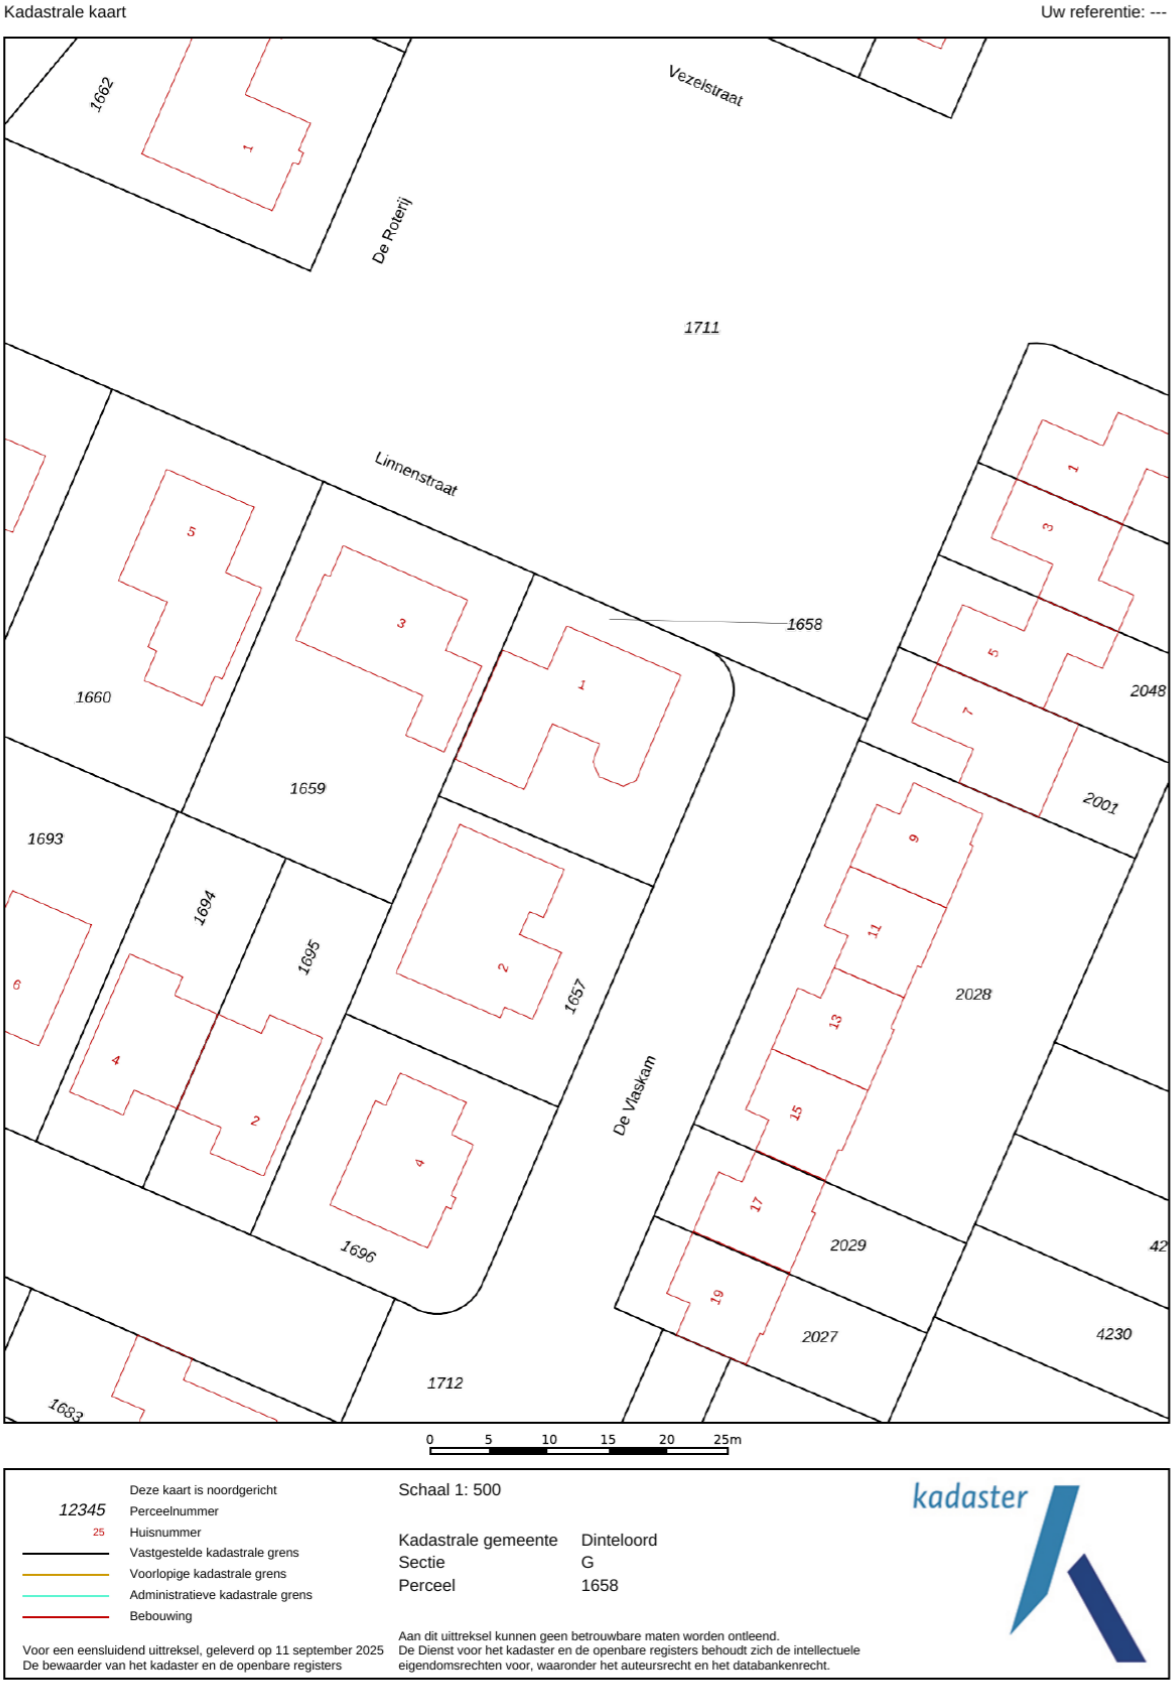 Kadastrale kaart
Uw referentie: ---
Vezelstraat
1662
1
De Roterij
1711
Linnenstraat
1
3
5
3
1658
5
1
7
2048
1660
1659
2001
1693
9
1694
11
1695
2
1657
2028
6
13
4
De Vlaskam
15
2
4
17
1696
2029
42
19
2027
4230
1712
1683
0 5 10 15 20 25m
Deze kaart is noordgericht
12345 Perceelnummer
25 Huisnummer
Vastgestelde kadastrale grens
Voorlopige kadastrale grens
Administratieve kadastrale grens
Bebouwing
Voor een eensluidend uittreksel, geleverd op 11 september 2025
De bewaarder van het kadaster en de openbare registers
Schaal 1: 500
Kadastrale gemeente Dinteloord
Sectie G
Perceel 1658
Aan dit uittreksel kunnen geen betrouwbare maten worden ontleend.
De Dienst voor het kadaster en de openbare registers behoudt zich de intellectuele
eigendomsrechten voor, waaronder het auteursrecht en het databankenrecht.
kadaster